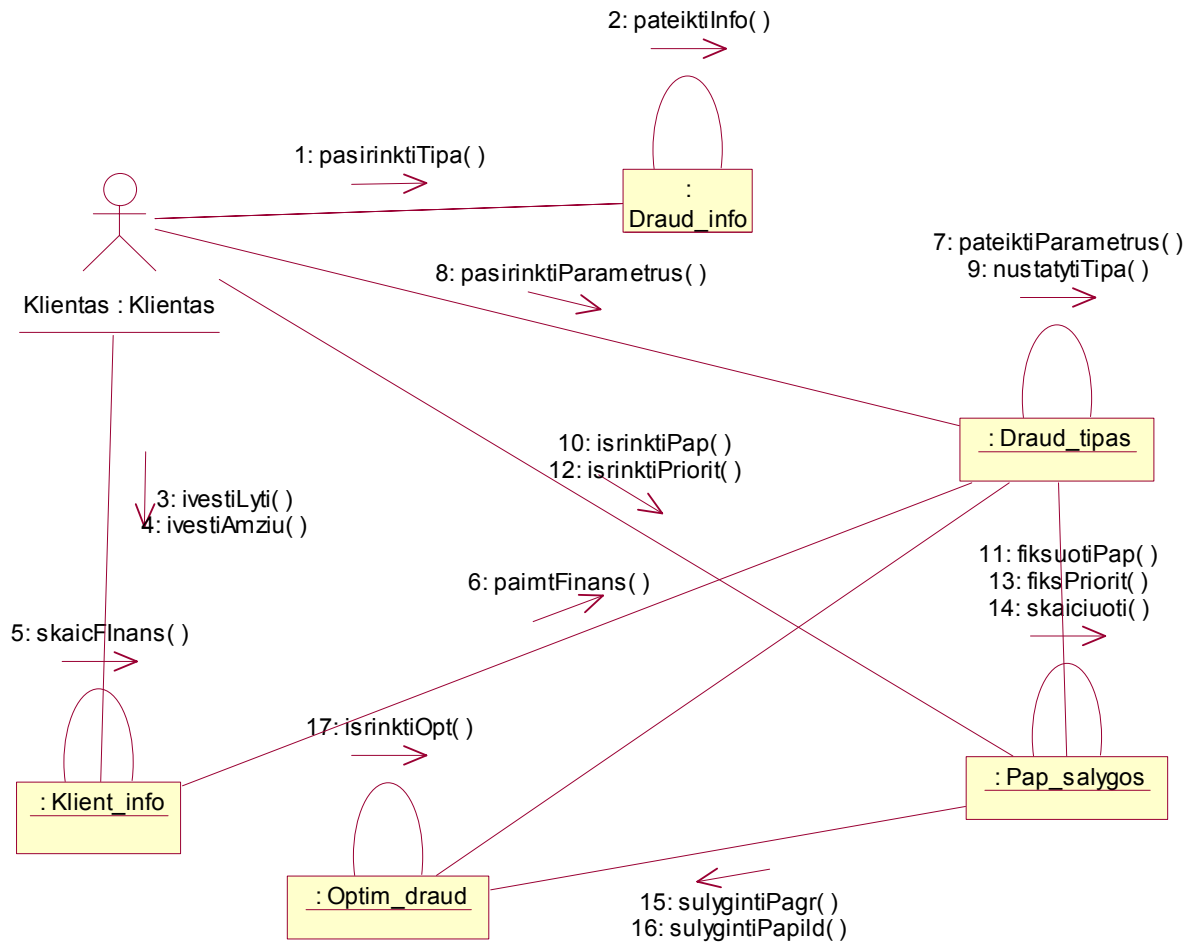 2: pateiktiInfo( )
1: pasirinktiTipa( )
:
Draud_info
7: pateiktiParametrus( )
9: nustatytiTipa( )
8: pasirinktiParametrus( )
Klientas : Klientas
: Draud_tipas
10: isrinktiPap( )
12: isrinktiPriorit( )
3: ivestiLyti( )
4: ivestiAmziu( )
11: fiksuotiPap( )
13: fiksPriorit( )
14: skaiciuoti( )
6: paimtFinans( )
5: skaicFInans( )
17: isrinktiOpt( )
: Klient_info
: Pap_salygos
: Optim_draud
15: sulygintiPagr( )
16: sulygintiPapild( )